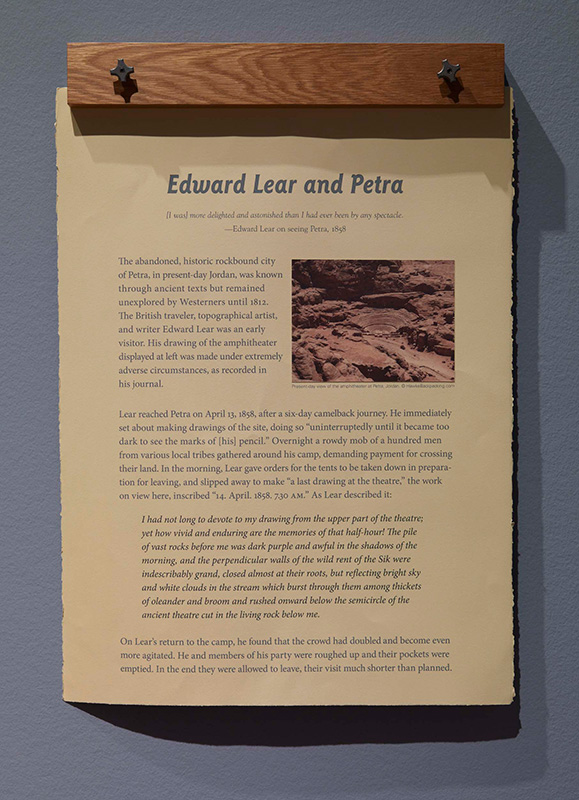 Edward Lear and Petra
[I was] more delighted and astonished than I had ever been by any spectacle.
—Edward Lear on seeing Petra, 1858
The abandoned, historic rockbound city
of Petra, in present-day Jordan, was known
through ancient texts but remained
unexplored by Westerners until 1812.
The British traveler, topographical artist,
and writer Edward Lear was an early
visitor. His drawing of the amphitheater
displayed at left was made under extremely
adverse circumstances, as recorded in
his journal.
Present-day view of the amphitheater at Petra, Jordan. ©
Lear reached Petra on April 13, 1858, after a six-day camelback journey. He immediately
set about making drawings of the site, doing so “uninterruptedly until it became too
dark to see the marks of [his] pencil.” Overnight a rowdy mob of a hundred men
from various local tribes gathered around his camp, demanding payment for crossing
their land. In the morning, Lear gave orders for the tents to be taken down in prepara-
tion for leaving, and slipped away to make “a last drawing at the theatre,” the work
on view here, inscribed “14. April. 1858. 7.30 AM.” As Lear described it:
I had not long to devote to my drawing from the upper part of the theatre;
yet how vivid and enduring are the memories of that half-hour! The pile
of vast rocks before me was dark purple and awful in the shadows of the
morning, and the perpendicular walls of the wild rent of the Sik were
indescribably grand, closed almost at their roots, but reflecting bright sky
and white clouds in the stream which burst through them among thickets
of oleander and broom and rushed onward below the semicircle of the
ancient theatre cut in the living rock below me.
On Lear’s return to the camp, he found that the crowd had doubled and become even
more agitated. He and members of his party were roughed up and their pockets were
emptied. In the end they were allowed to leave, their visit much shorter than planned.